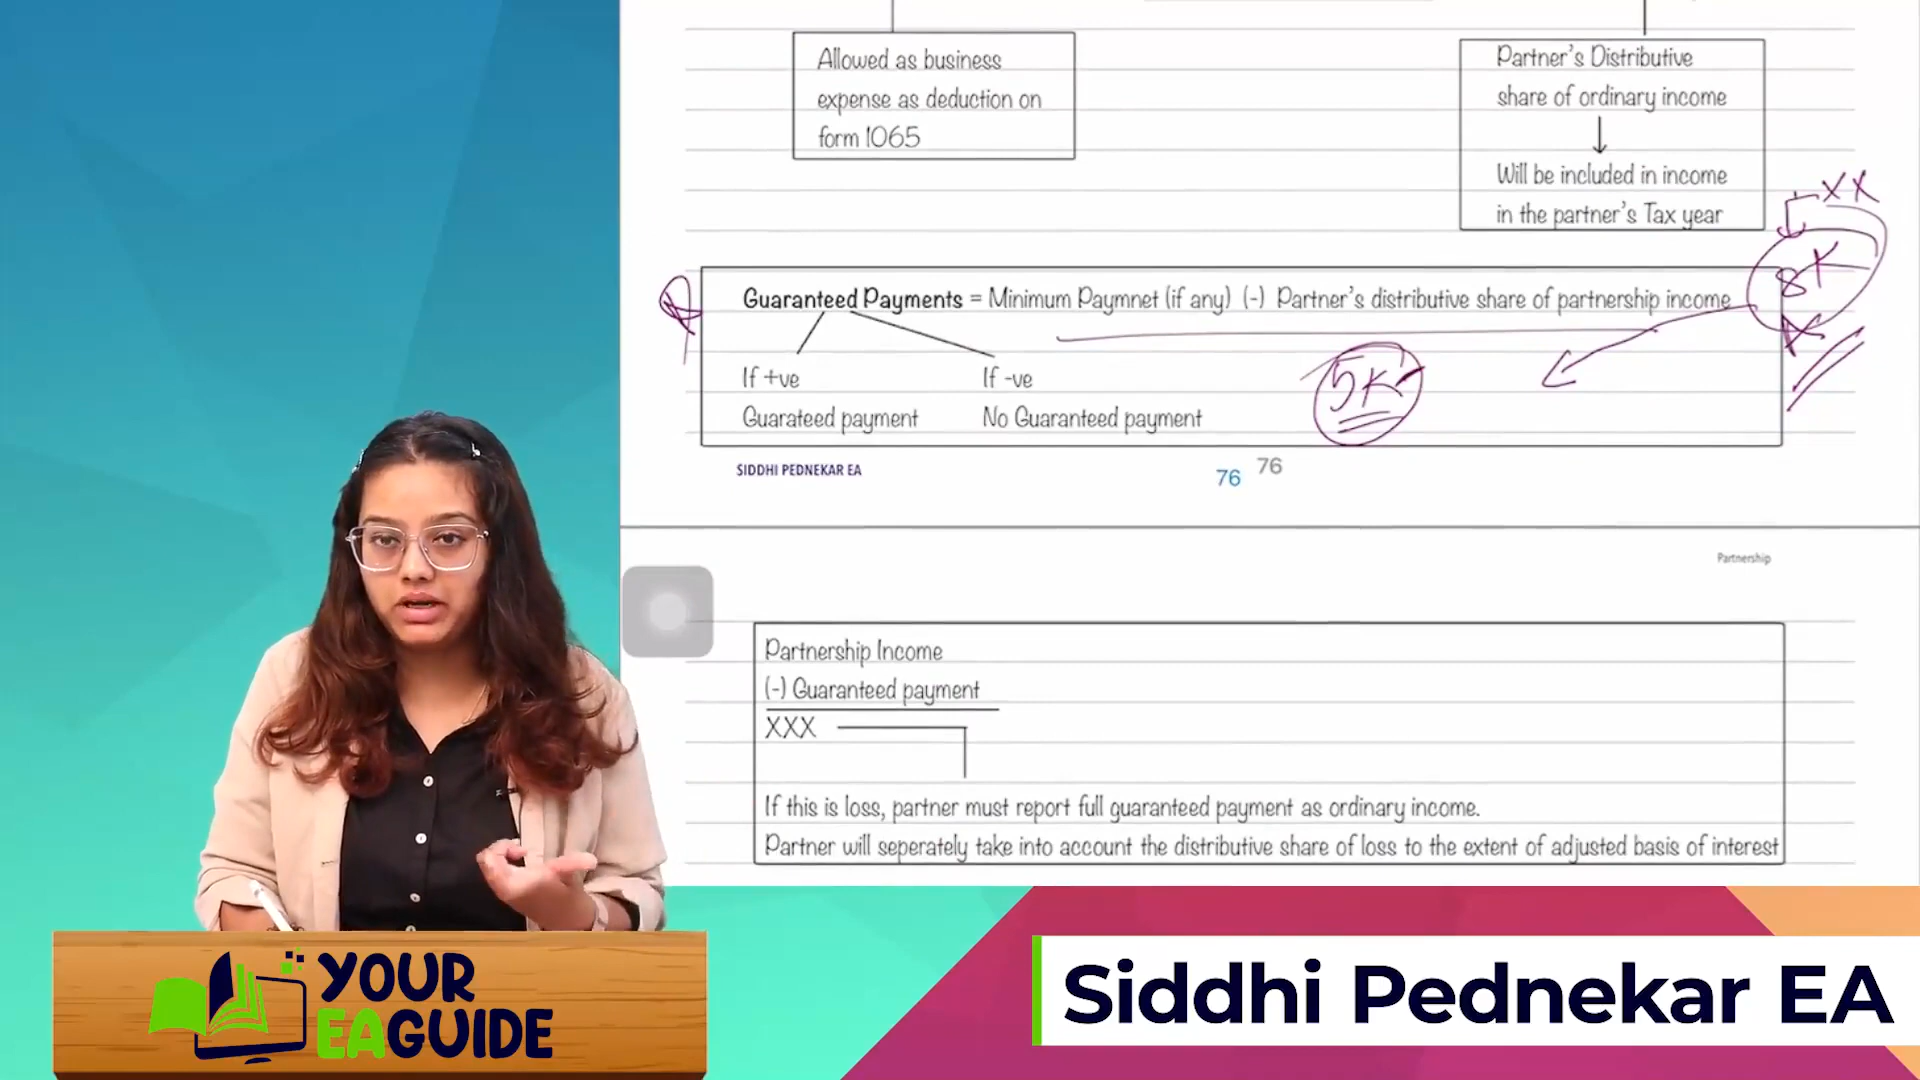 Allowed as business
expense as deduction on
form 1065
Partner's Distributive
share of ordinary income
Will be included in income
in the partner's Tax year
XX
8K
Guaranteed Payments = Minimum Paymnet (if any) (-) Partner's distributive share of partnership income
If +ve
If -ve
5K
Guarateed payment
No Guaranteed payment
SIDDHI PEDNEKAR EA
76
76
Partnership
Partnership Income
(-) Guaranteed payment
XXX
If this is loss, partner must report full guaranteed payment as ordinary income.
Partner will seperately take into account the distributive share of loss to the extent of adjusted basis of interest
YOUR
EAGUIDE
Siddhi Pednekar EA